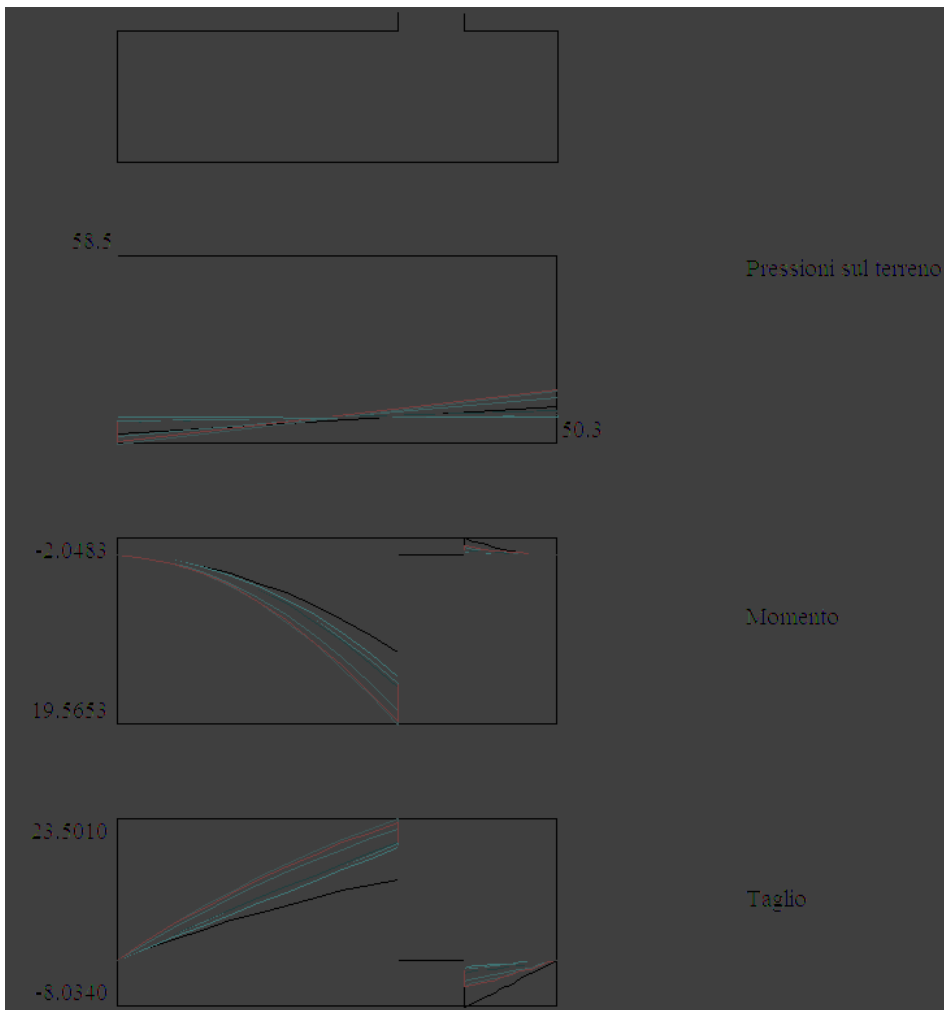 58.5
Pressioni sul terreno
50.3
-2.0483
Momento
19.5653
23.5010
Taglio
-8.0340